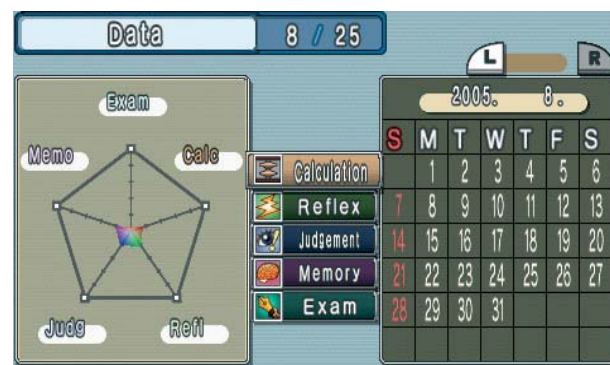 Data 8 / 25
L R
Exam
Memo Calc
Judg Refl
Calculation
Reflex
Judgement
Memory
Exam
2005. 8.
S M T W T F S
1 2 3 4 5 6
7 8 9 10 11 12 13
14 15 16 17 18 19 20
21 22 23 24 25 26 27
28 29 30 31